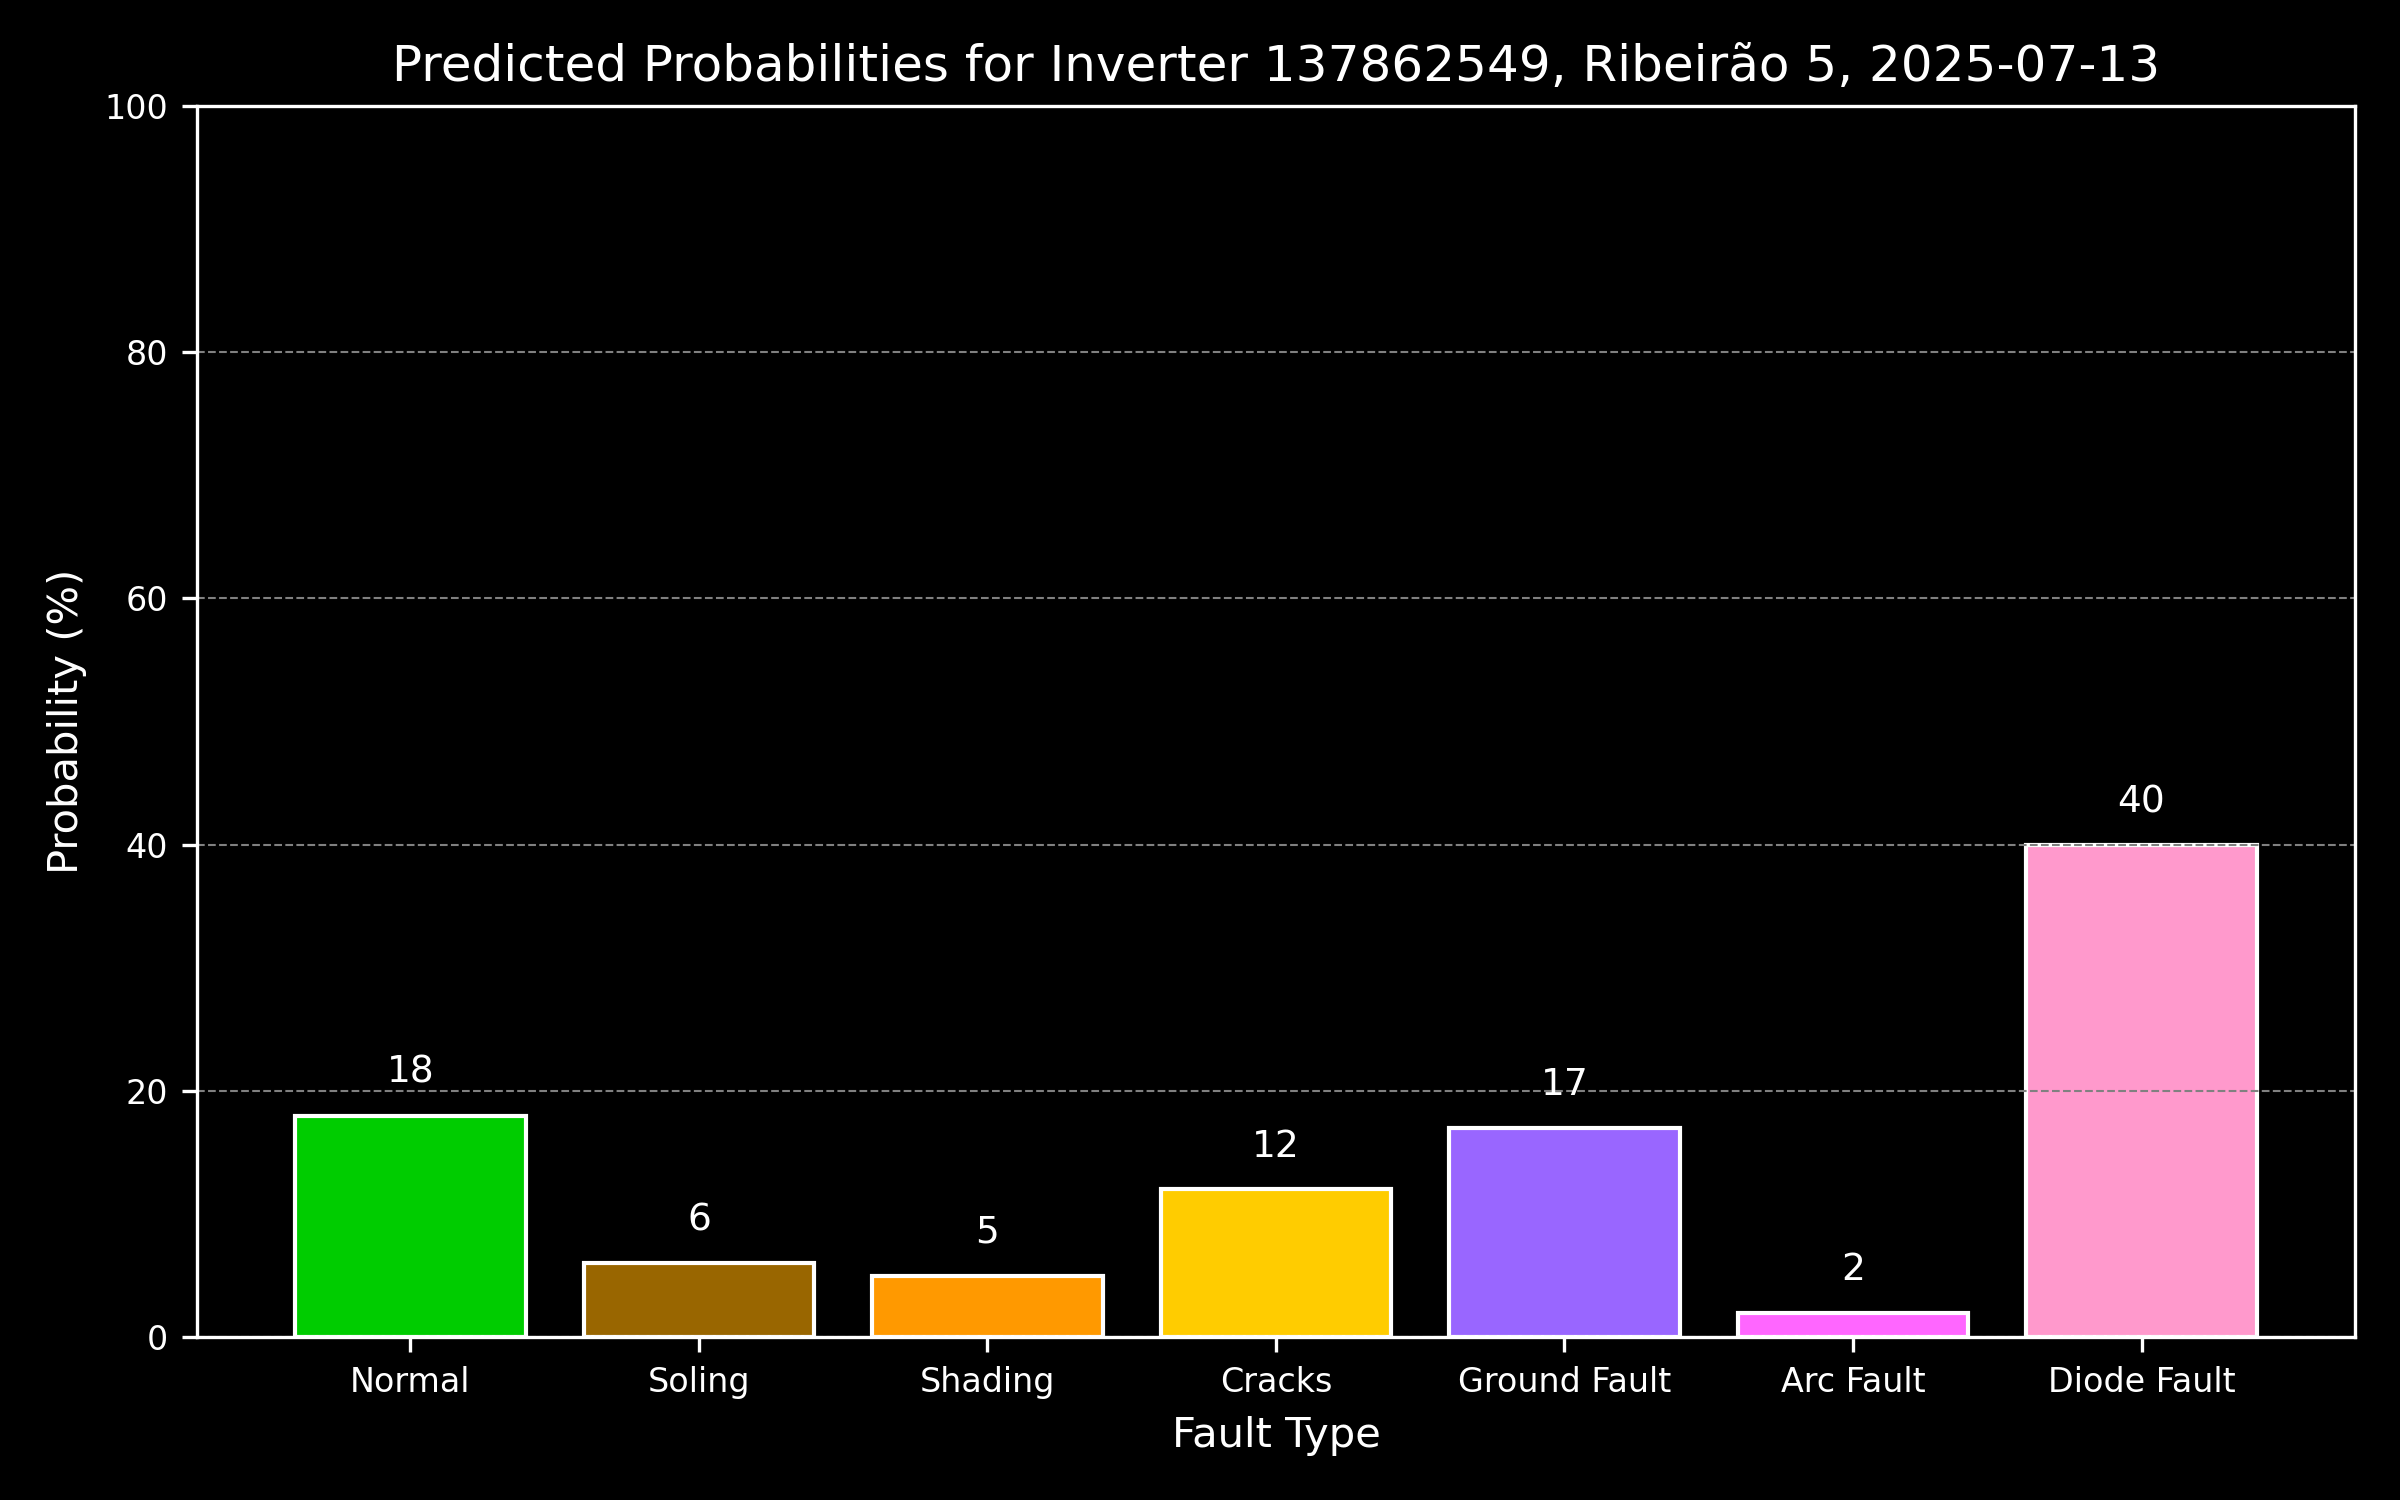 Predicted Probabilities for Inverter 137862549, Ribeirão 5, 2025-07-13
100
80
60
40
20
0
Probability (%)
18
6
5
12
17
2
40
Normal
Soling
Shading
Cracks
Ground Fault
Arc Fault
Diode Fault
Fault Type